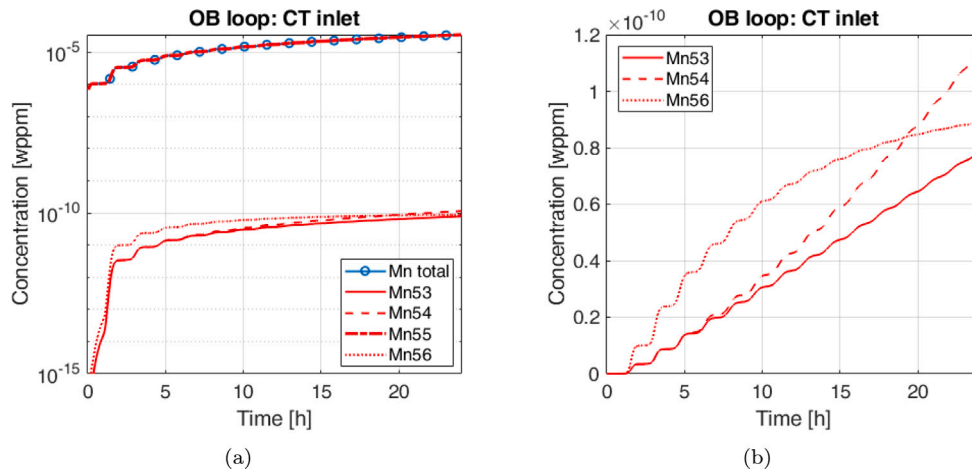 OB loop: CT inlet
10^-5
10^-10
10^-15
Concentration [wppm]
Mn total
Mn53
Mn54
Mn55
Mn56
0 5 10 15 20
Time [h]
(a)
OB loop: CT inlet
×10^-10
1.2
1
0.8
0.6
0.4
0.2
0
Concentration [wppm]
Mn53
Mn54
Mn56
0 5 10 15 20
Time [h]
(b)